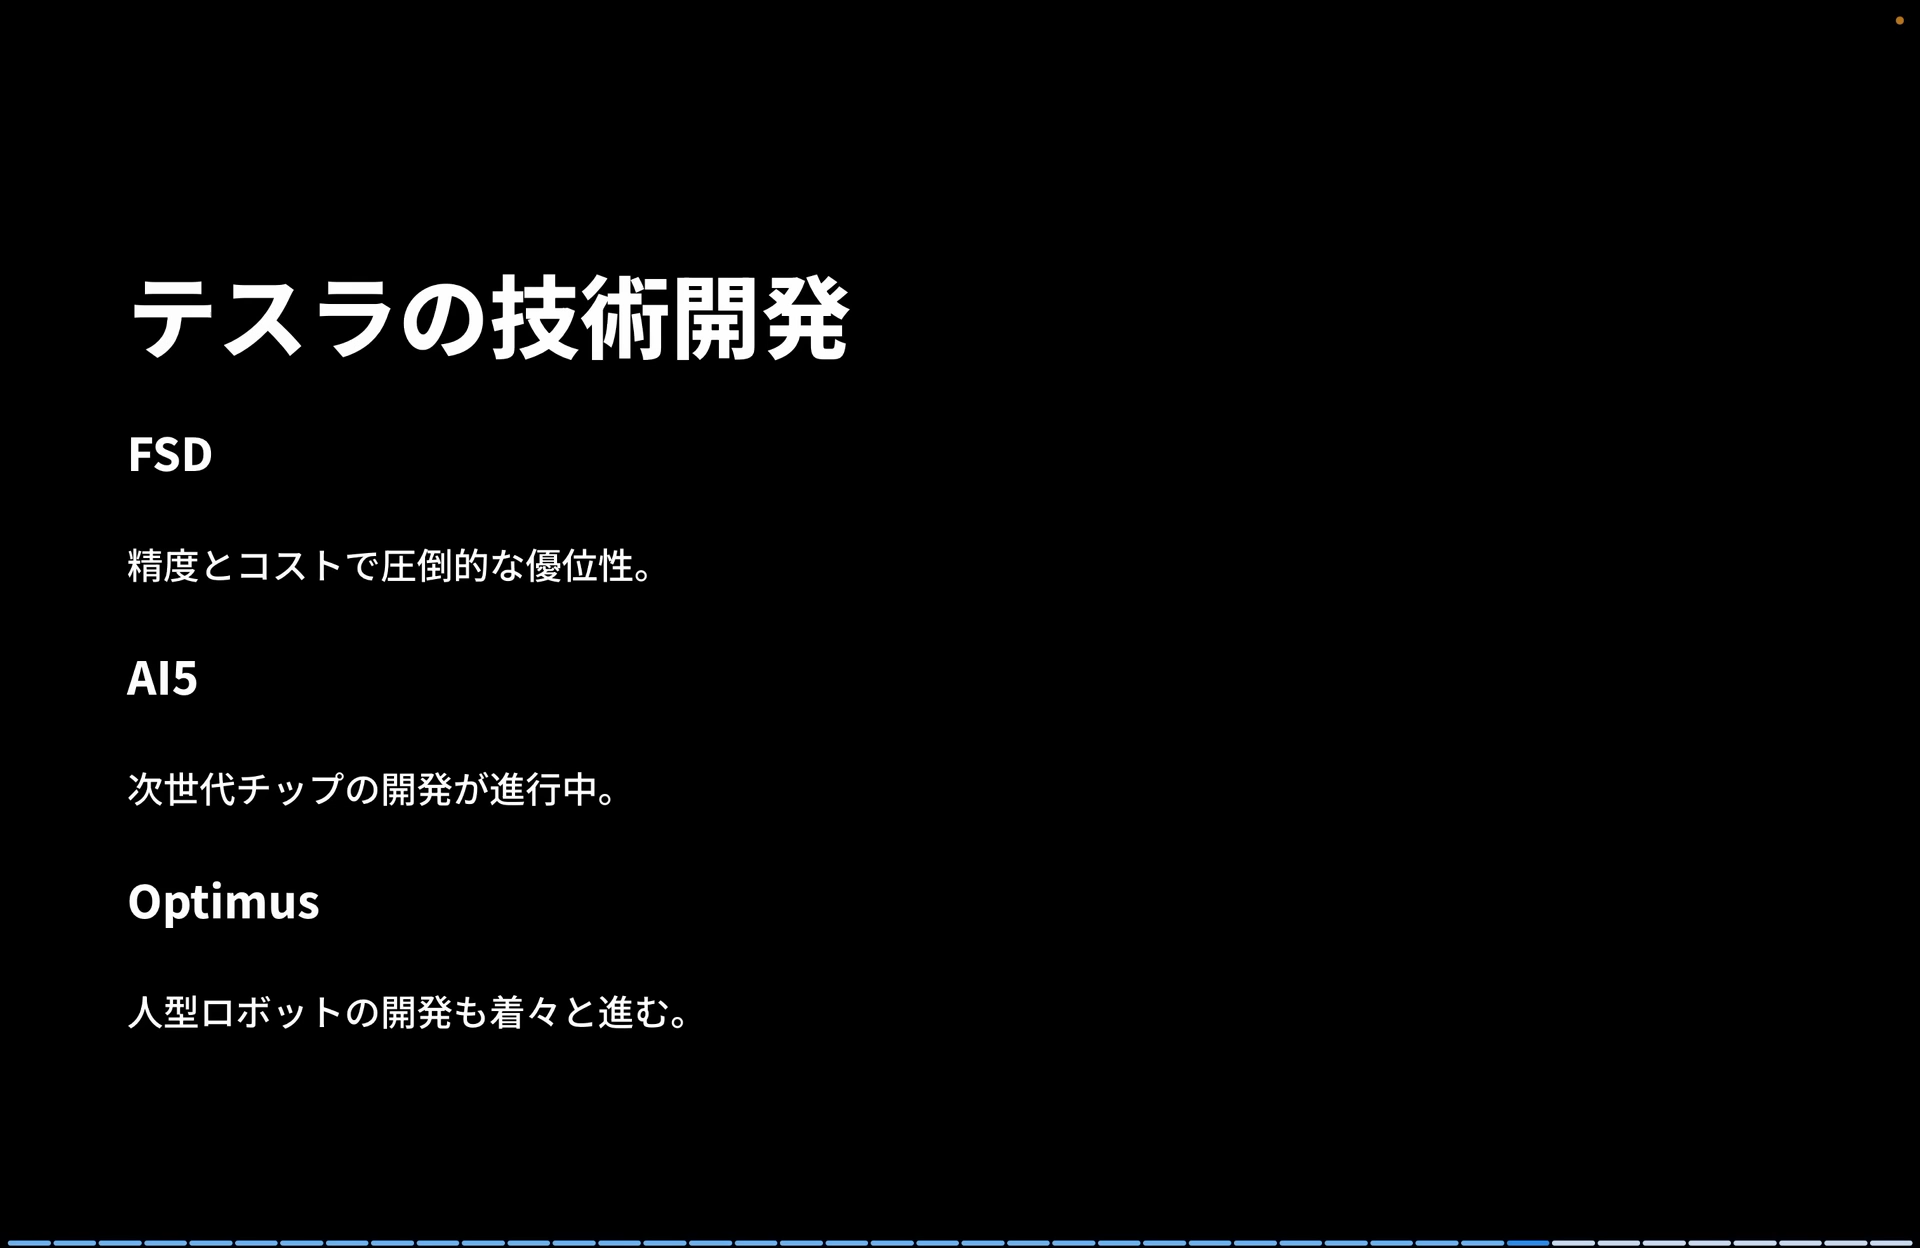 テスラの技術開発
FSD
精度とコストで圧倒的な優位性。
AI5
次世代チップの開発が進行中。
Optimus
人型ロボットの開発も着々と進む。